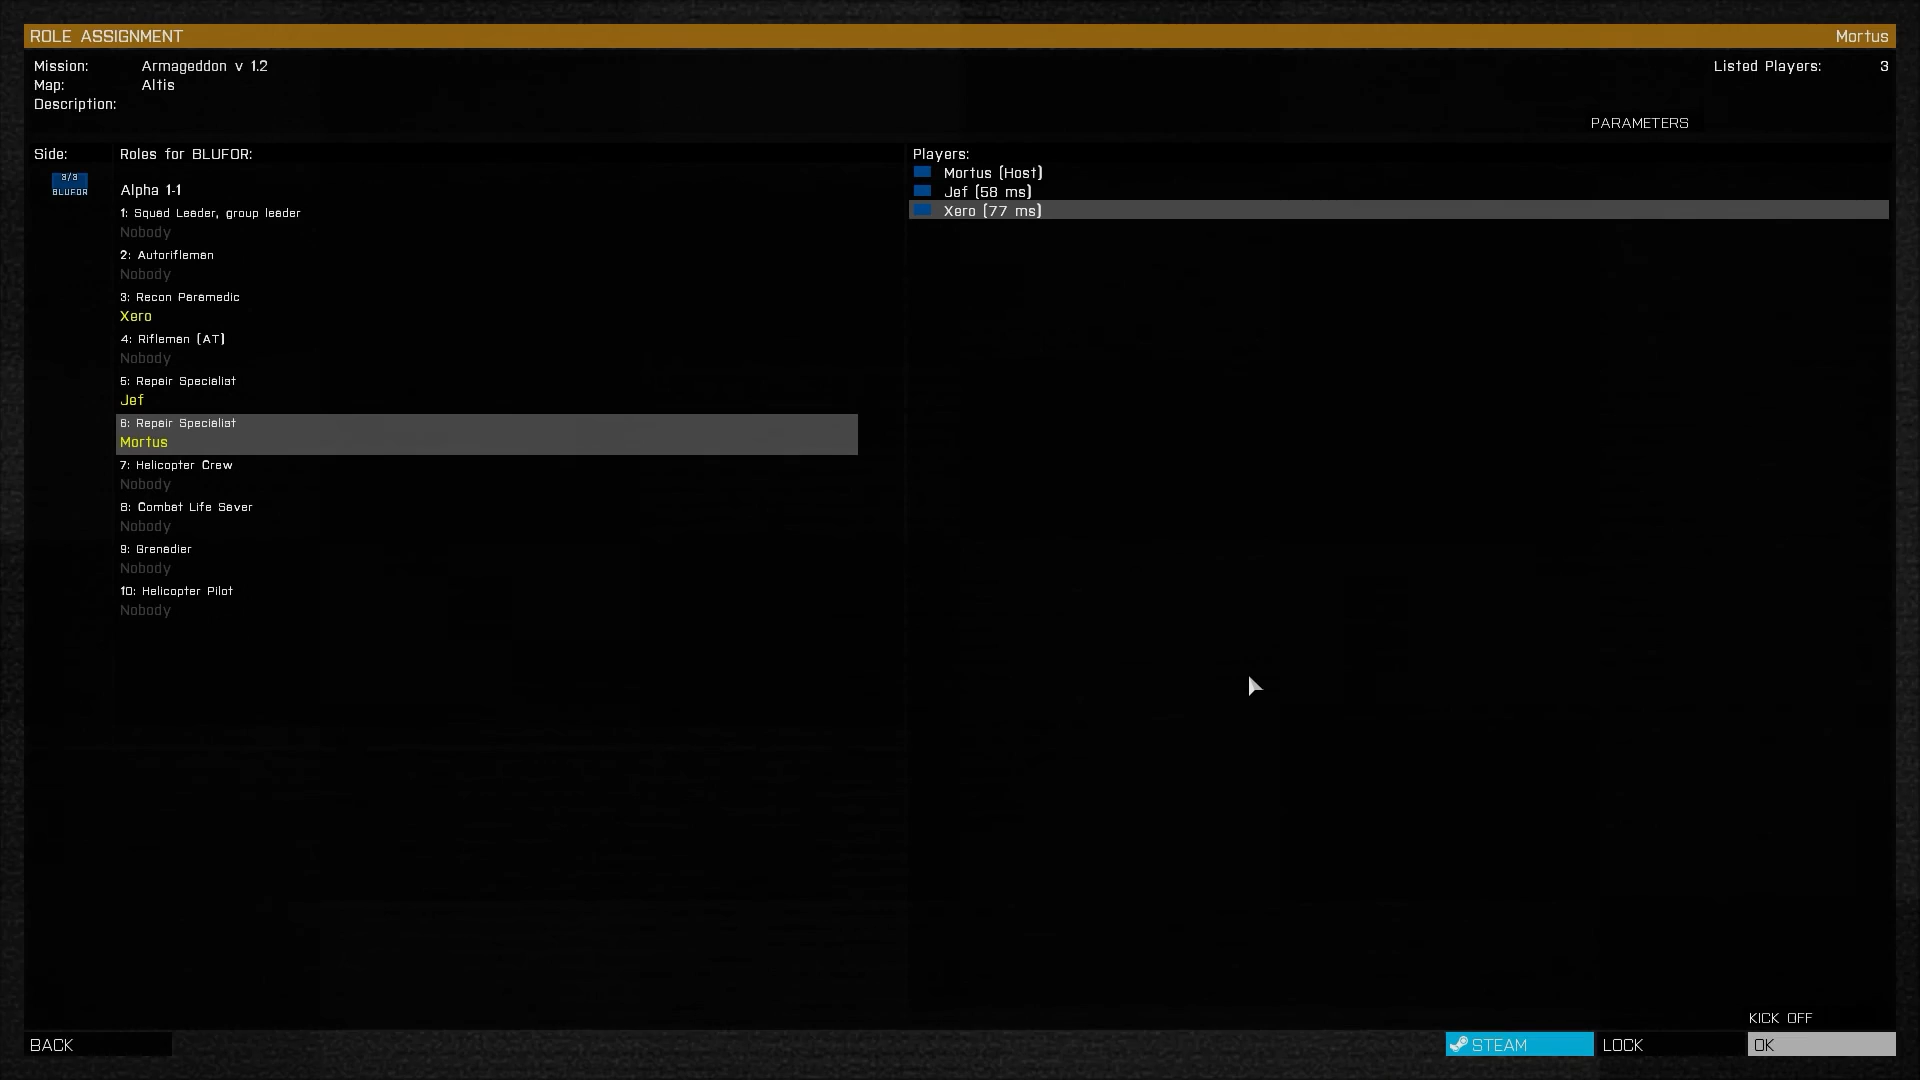 ROLE ASSIGNMENT
Mortus
Mission: Armageddon v 1.2
Listed Players: 3
Map: Altis
Description:
PARAMETERS
Side:
3/3
BLUFOR
Roles for BLUFOR:
Alpha 1-1
1: Squad Leader, group leader
Nobody
2: Autorifleman
Nobody
3: Recon Paramedic
Xero
4: Rifleman (AT)
Nobody
5: Repair Specialist
Jef
6: Repair Specialist
Mortus
7: Helicopter Crew
Nobody
8: Combat Life Saver
Nobody
9: Grenadier
Nobody
10: Helicopter Pilot
Nobody
Players:
Mortus (Host)
Jef (58 ms)
Xero (77 ms)
KICK OFF
BACK
STEAM
LOCK
OK